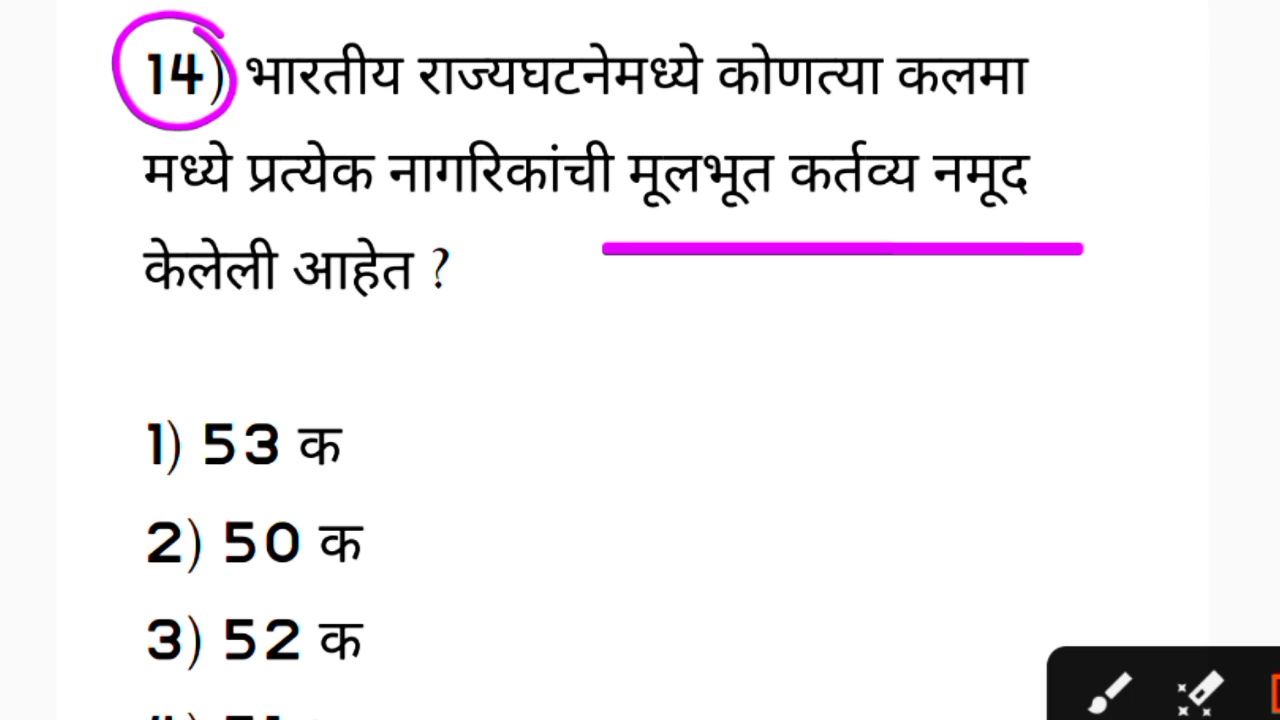 14) भारतीय राज्यघटनेमध्ये कोणत्या कलमा
मध्ये प्रत्येक नागरिकांची मूलभूत कर्तव्य नमूद
केलेली आहेत ?
1) 53 क
2) 50 क
3) 52 क